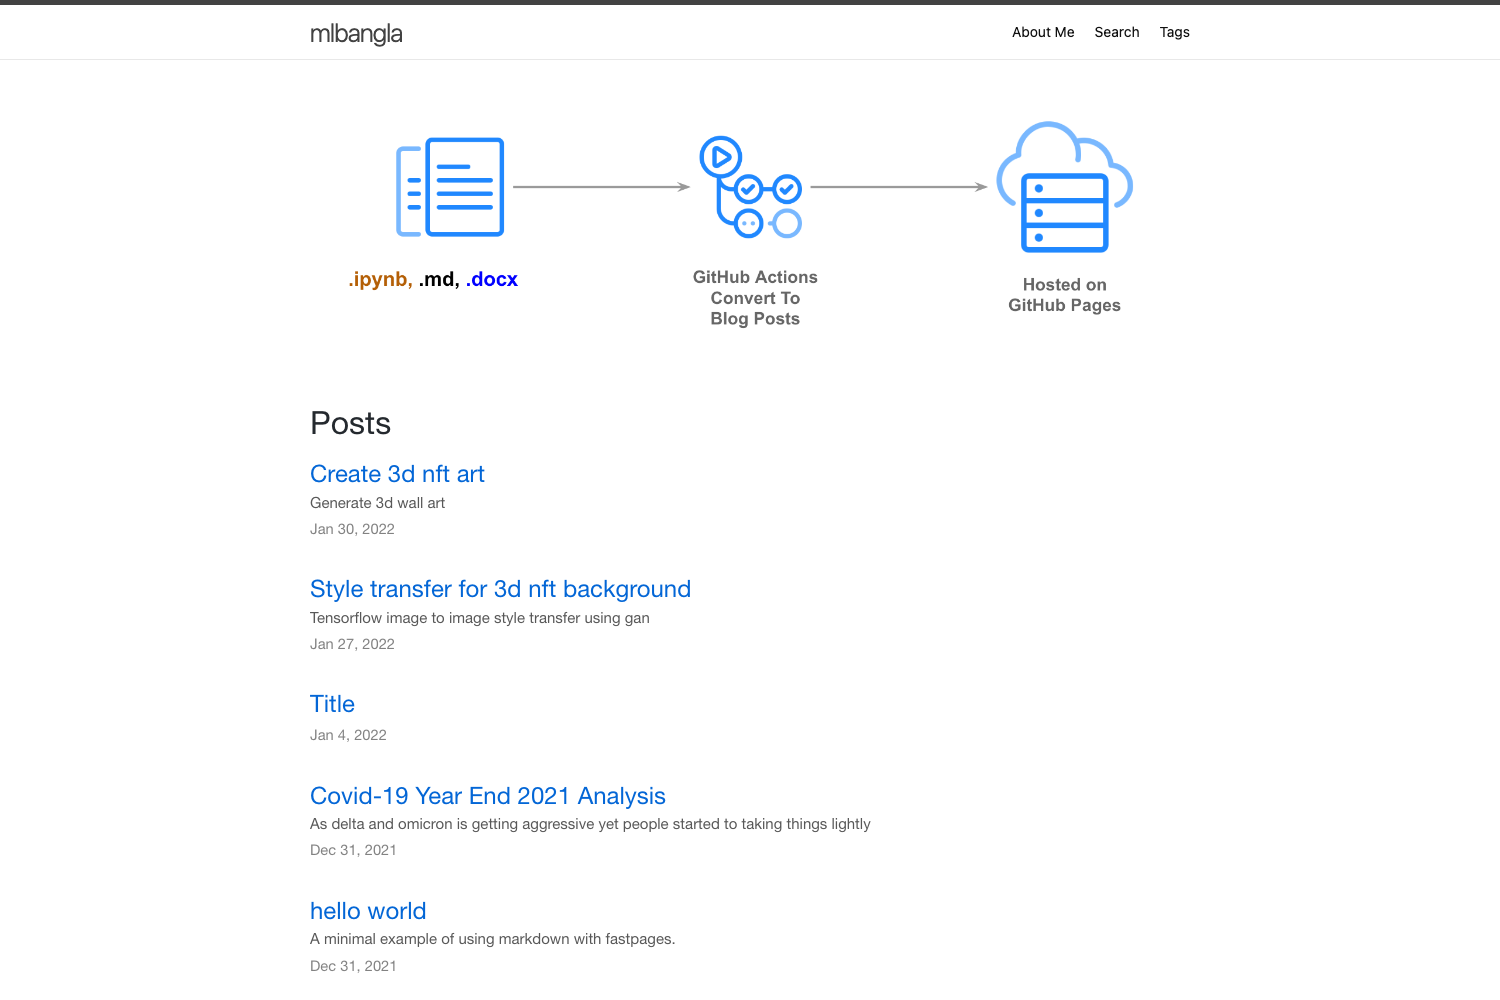 mlbangla
About Me Search Tags
.ipynb, .md, .docx
GitHub Actions
Convert To
Blog Posts
Hosted on
GitHub Pages
Posts
Create 3d nft art
Generate 3d wall art
Jan 30, 2022
Style transfer for 3d nft background
Tensorflow image to image style transfer using gan
Jan 27, 2022
Title
Jan 4, 2022
Covid-19 Year End 2021 Analysis
As delta and omicron is getting aggressive yet people started to taking things lightly
Dec 31, 2021
hello world
A minimal example of using markdown with fastpages.
Dec 31, 2021